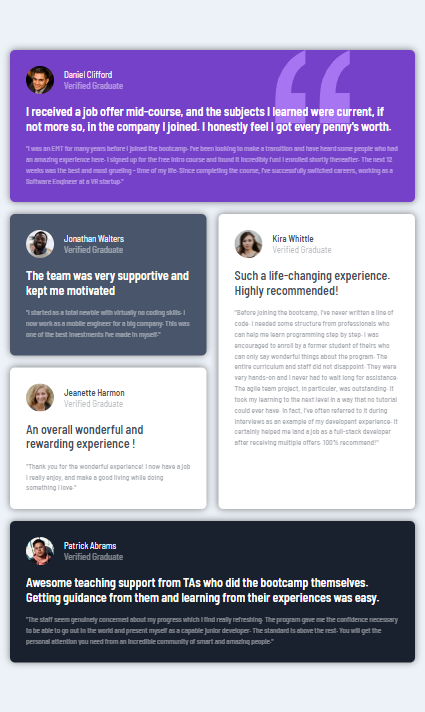 Daniel Clifford
Verified Graduate
I received a job offer mid-course, and the subjects I learned were current, if
not more so, in the company I joined. I honestly feel I got every penny's worth.
"I was an EMT for many years before I joined the bootcamp. I've been looking to make a transition and have heard some people who had
an amazing experience here. I signed up for the free intro course and found it incredibly fun! I enrolled shortly thereafter. The next 12
weeks was the best and most grueling - time of my life. Since completing the course, I've successfully switched careers, working as a
Software Engineer at a VR startup."
Jonathan Walters
Verified Graduate
The team was very supportive and
kept me motivated
"I started as a total newbie with virtually no coding skills. I
now work as a mobile engineer for a big company. This was
one of the best investments I've made in myself."
Jeanette Harmon
Verified Graduate
An overall wonderful and
rewarding experience !
"Thank you for the wonderful experience! I now have a job
I really enjoy, and make a good living while doing
something I love."
Kira Whittle
Verified Graduate
Such a life-changing experience.
Highly recommended!
"Before joining the bootcamp, I've never written a line of
code. I needed some structure from professionals who
can help me learn programming step by step. I was
encouraged to enroll by a former student of theirs who
can only say wonderful things about the program. The
entire curriculum and staff did not disappoint. They were
very hands-on and I never had to wait long for assistance.
The agile team project, in particular, was outstanding. It
took my learning to the next level in a way that no tutorial
could ever have. In fact, I've often referred to it during
interviews as an example of my developent experience. It
certainly helped me land a job as a full-stack developer
after receiving multiple offers. 100% recommend!"
Patrick Abrams
Verified Graduate
Awesome teaching support from TAs who did the bootcamp themselves.
Getting guidance from them and learning from their experiences was easy.
"The staff seem genuinely concerned about my progress which I find really refreshing. The program gave me the confidence necessary
to be able to go out in the world and present myself as a capable junior developer. The standard is above the rest. You will get the
personal attention you need from an incredible community of smart and amazing people."